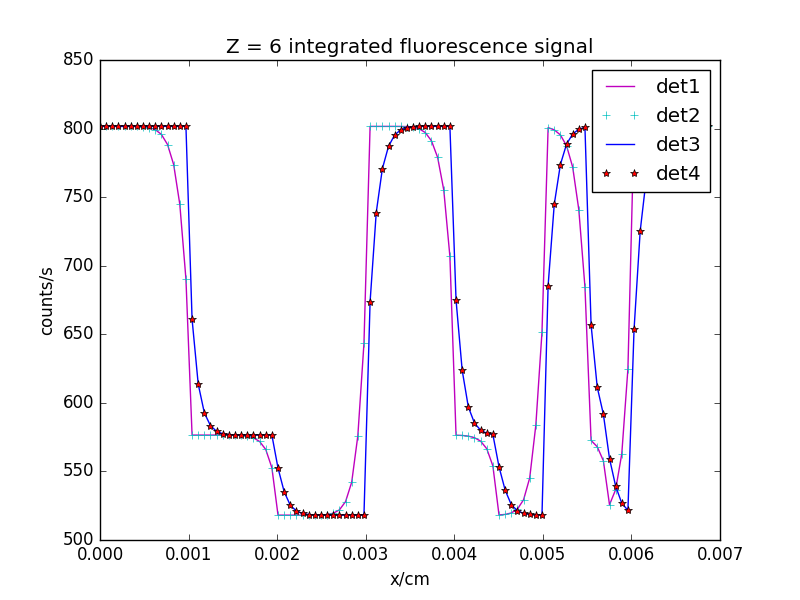 Z = 6 integrated fluorescence signal
850
800
750
700
650
600
550
500
counts/s
det1
det2
det3
det4
0.000 0.001 0.002 0.003 0.004 0.005 0.006 0.007
x/cm